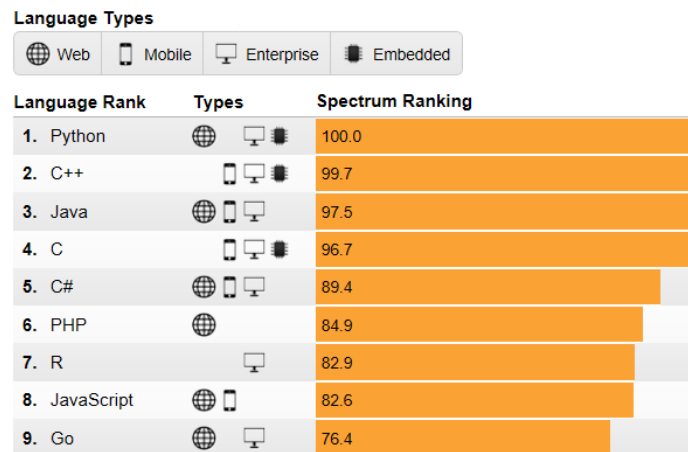 Language Types
Web Mobile Enterprise Embedded
Language Rank Types Spectrum Ranking
1. Python 100.0
2. C++ 99.7
3. Java 97.5
4. C 96.7
5. C# 89.4
6. PHP 84.9
7. R 82.9
8. JavaScript 82.6
9. Go 76.4